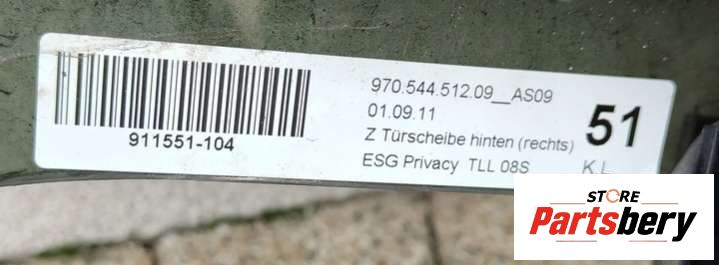 911551-104
970.544.512.09__AS09
01.09.11
Z Türscheibe hinten (rechts)
ESG Privacy TLL 08S
51
K L
STORE
Partsbery